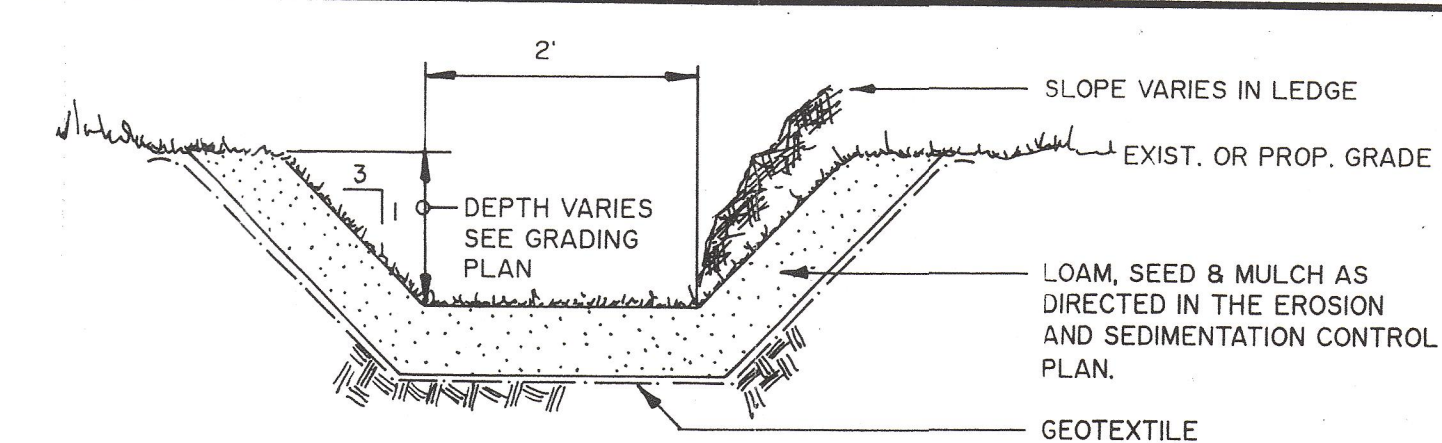 2'
SLOPE VARIES IN LEDGE
EXIST. OR PROP. GRADE
3
1
DEPTH VARIES
SEE GRADING
PLAN
LOAM, SEED & MULCH AS
DIRECTED IN THE EROSION
AND SEDIMENTATION CONTROL
PLAN.
GEOTEXTILE